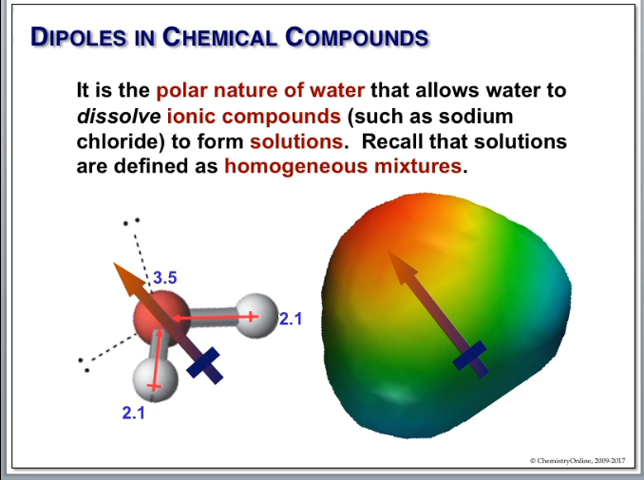 DIPOLES IN CHEMICAL COMPOUNDS
It is the polar nature of water that allows water to
dissolve ionic compounds (such as sodium
chloride) to form solutions. Recall that solutions
are defined as homogeneous mixtures.
3.5
2.1
2.1
© ChemistryOnline, 2009-2017